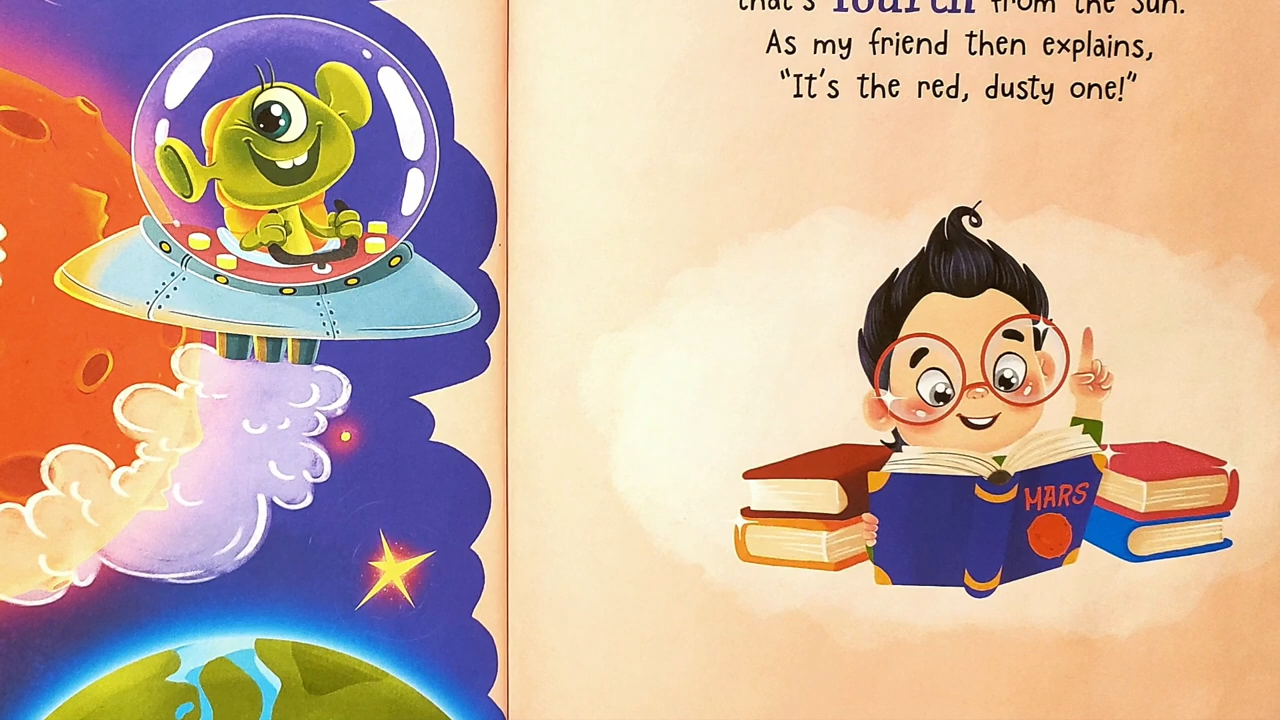 that's fourth from the sun.
As my friend then explains,
"It's the red, dusty one!"
MARS